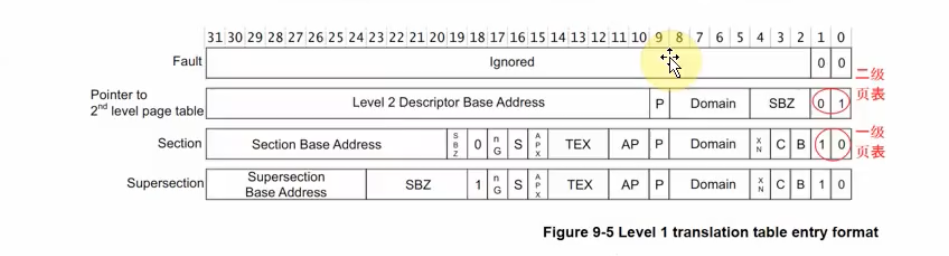 31 30 29 28 27 26 25 24 23 22 21 20 19 18 17 16 15 14 13 12 11 10 9 8 7 6 5 4 3 2 1 0
Fault Ignored 0 0
二级
页表
Pointer to
2nd level page table Level 2 Descriptor Base Address P Domain SBZ 0 1
Section Section Base Address SBZ 0 nG S APX TEX AP P Domain XN C B 1 0
一级
页表
Supersection Supersection
Base Address SBZ 1 nG S APX TEX AP P Domain XN C B 1 0
Figure 9-5 Level 1 translation table entry format